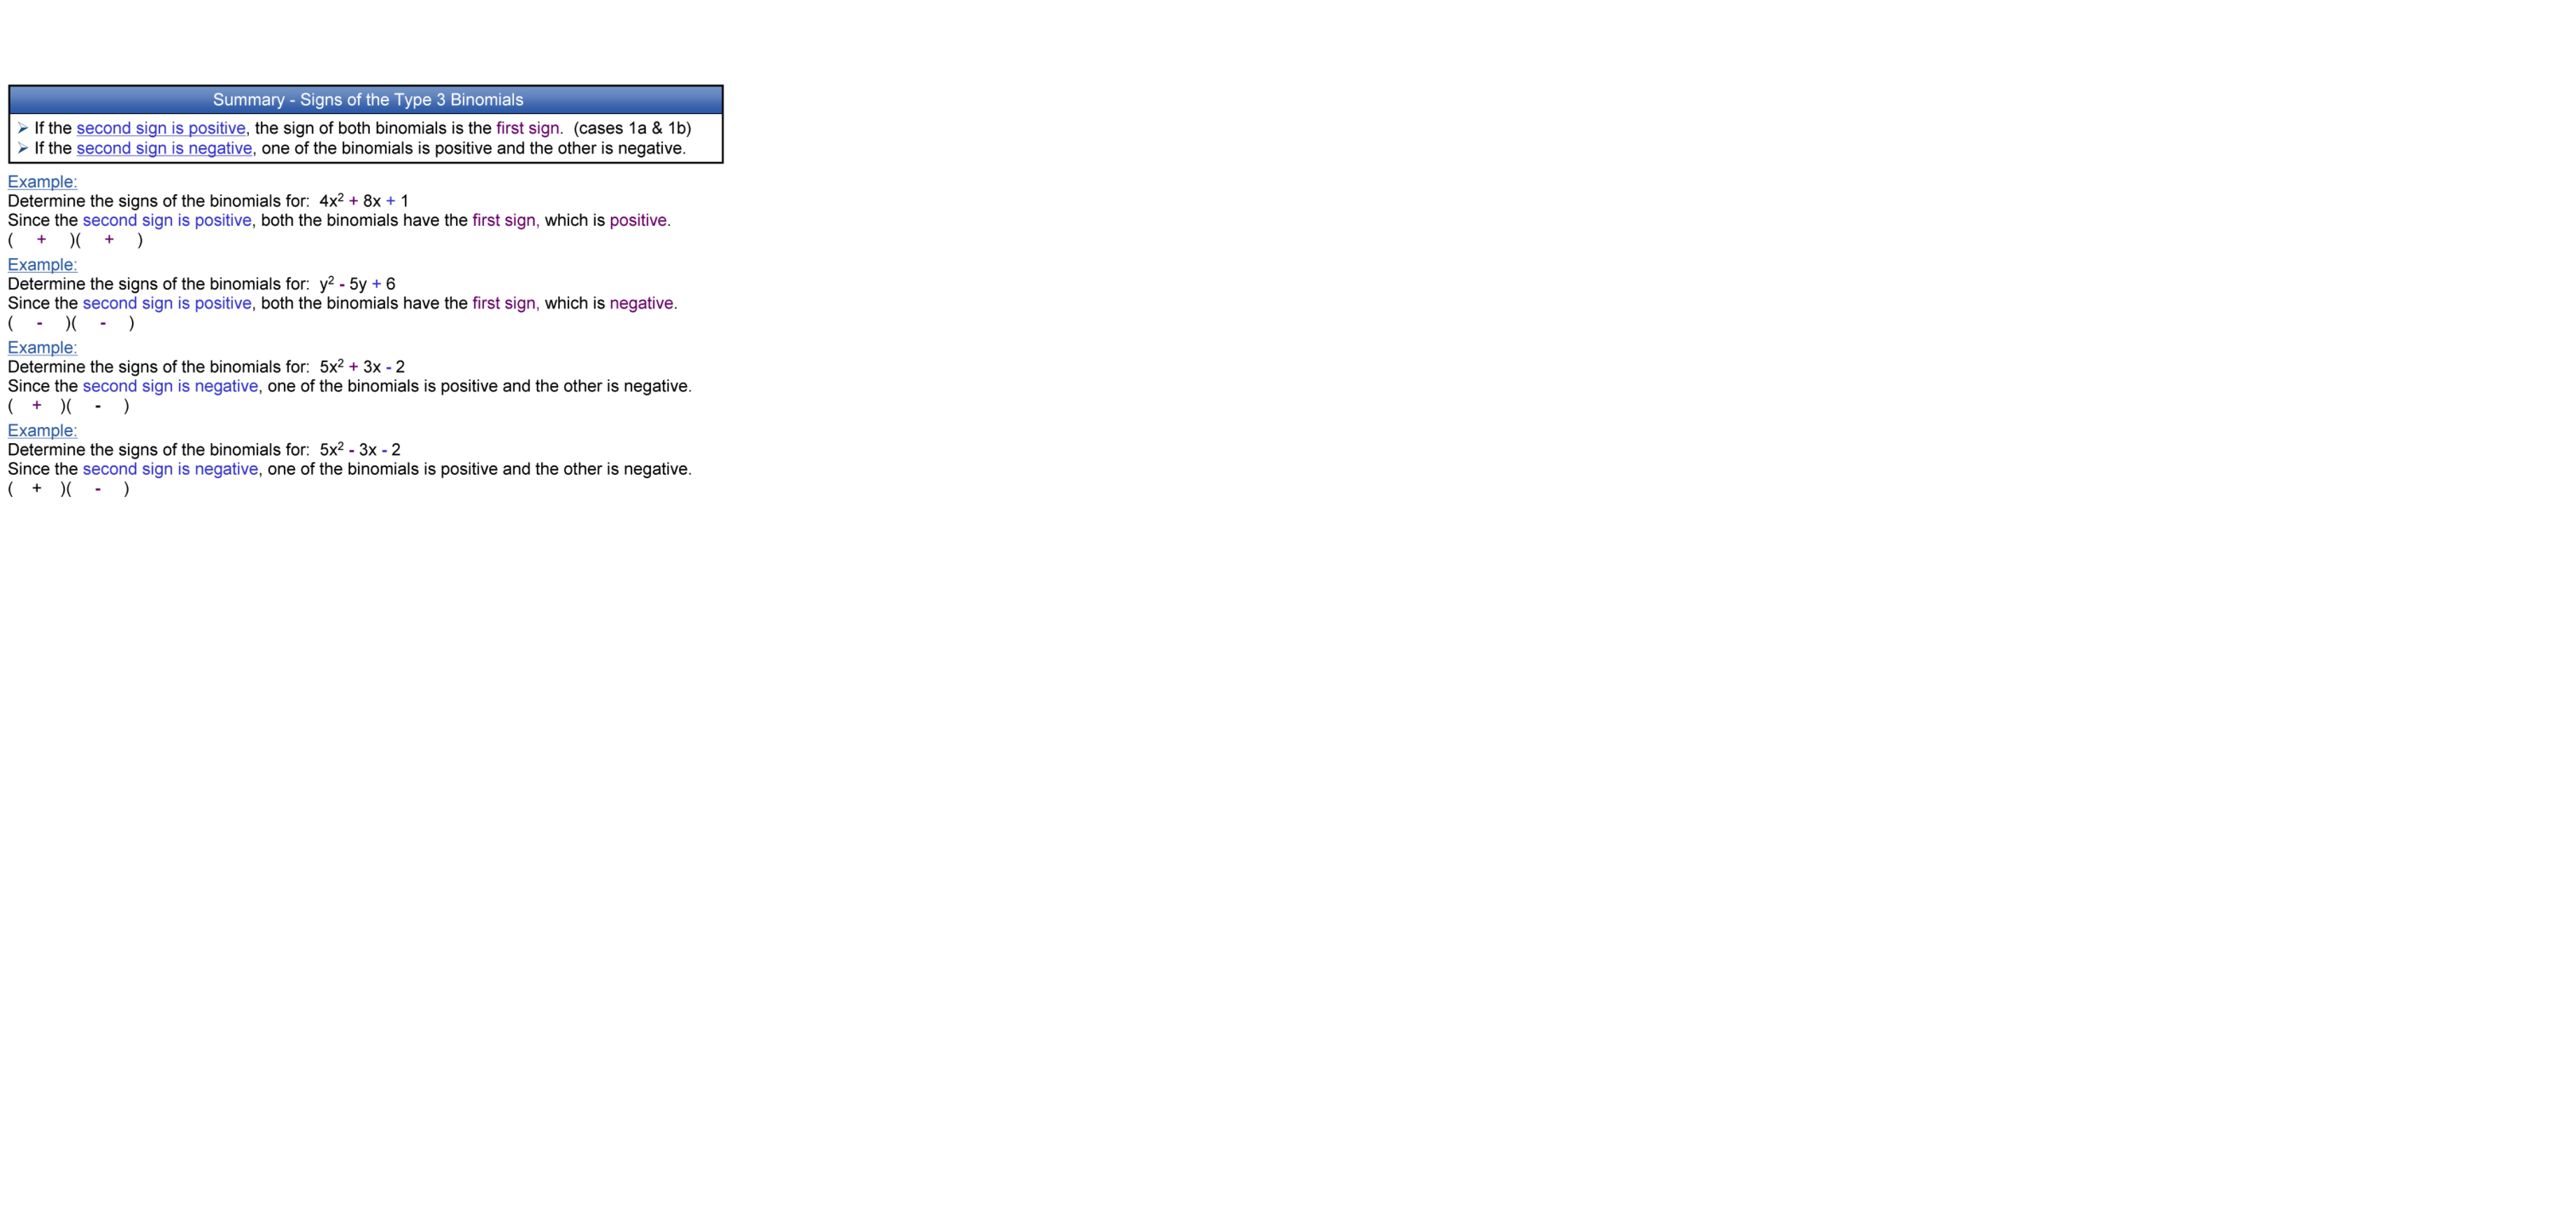 Summary - Signs of the Type 3 Binomials
➢ If the second sign is positive, the sign of both binomials is the first sign. (cases 1a & 1b)
➢ If the second sign is negative, one of the binomials is positive and the other is negative.
Example:
Determine the signs of the binomials for: 4x² + 8x + 1
Since the second sign is positive, both the binomials have the first sign, which is positive.
( + )( + )
Example:
Determine the signs of the binomials for: y² - 5y + 6
Since the second sign is positive, both the binomials have the first sign, which is negative.
( - )( - )
Example:
Determine the signs of the binomials for: 5x² + 3x - 2
Since the second sign is negative, one of the binomials is positive and the other is negative.
( + )( - )
Example:
Determine the signs of the binomials for: 5x² - 3x - 2
Since the second sign is negative, one of the binomials is positive and the other is negative.
( + )( - )